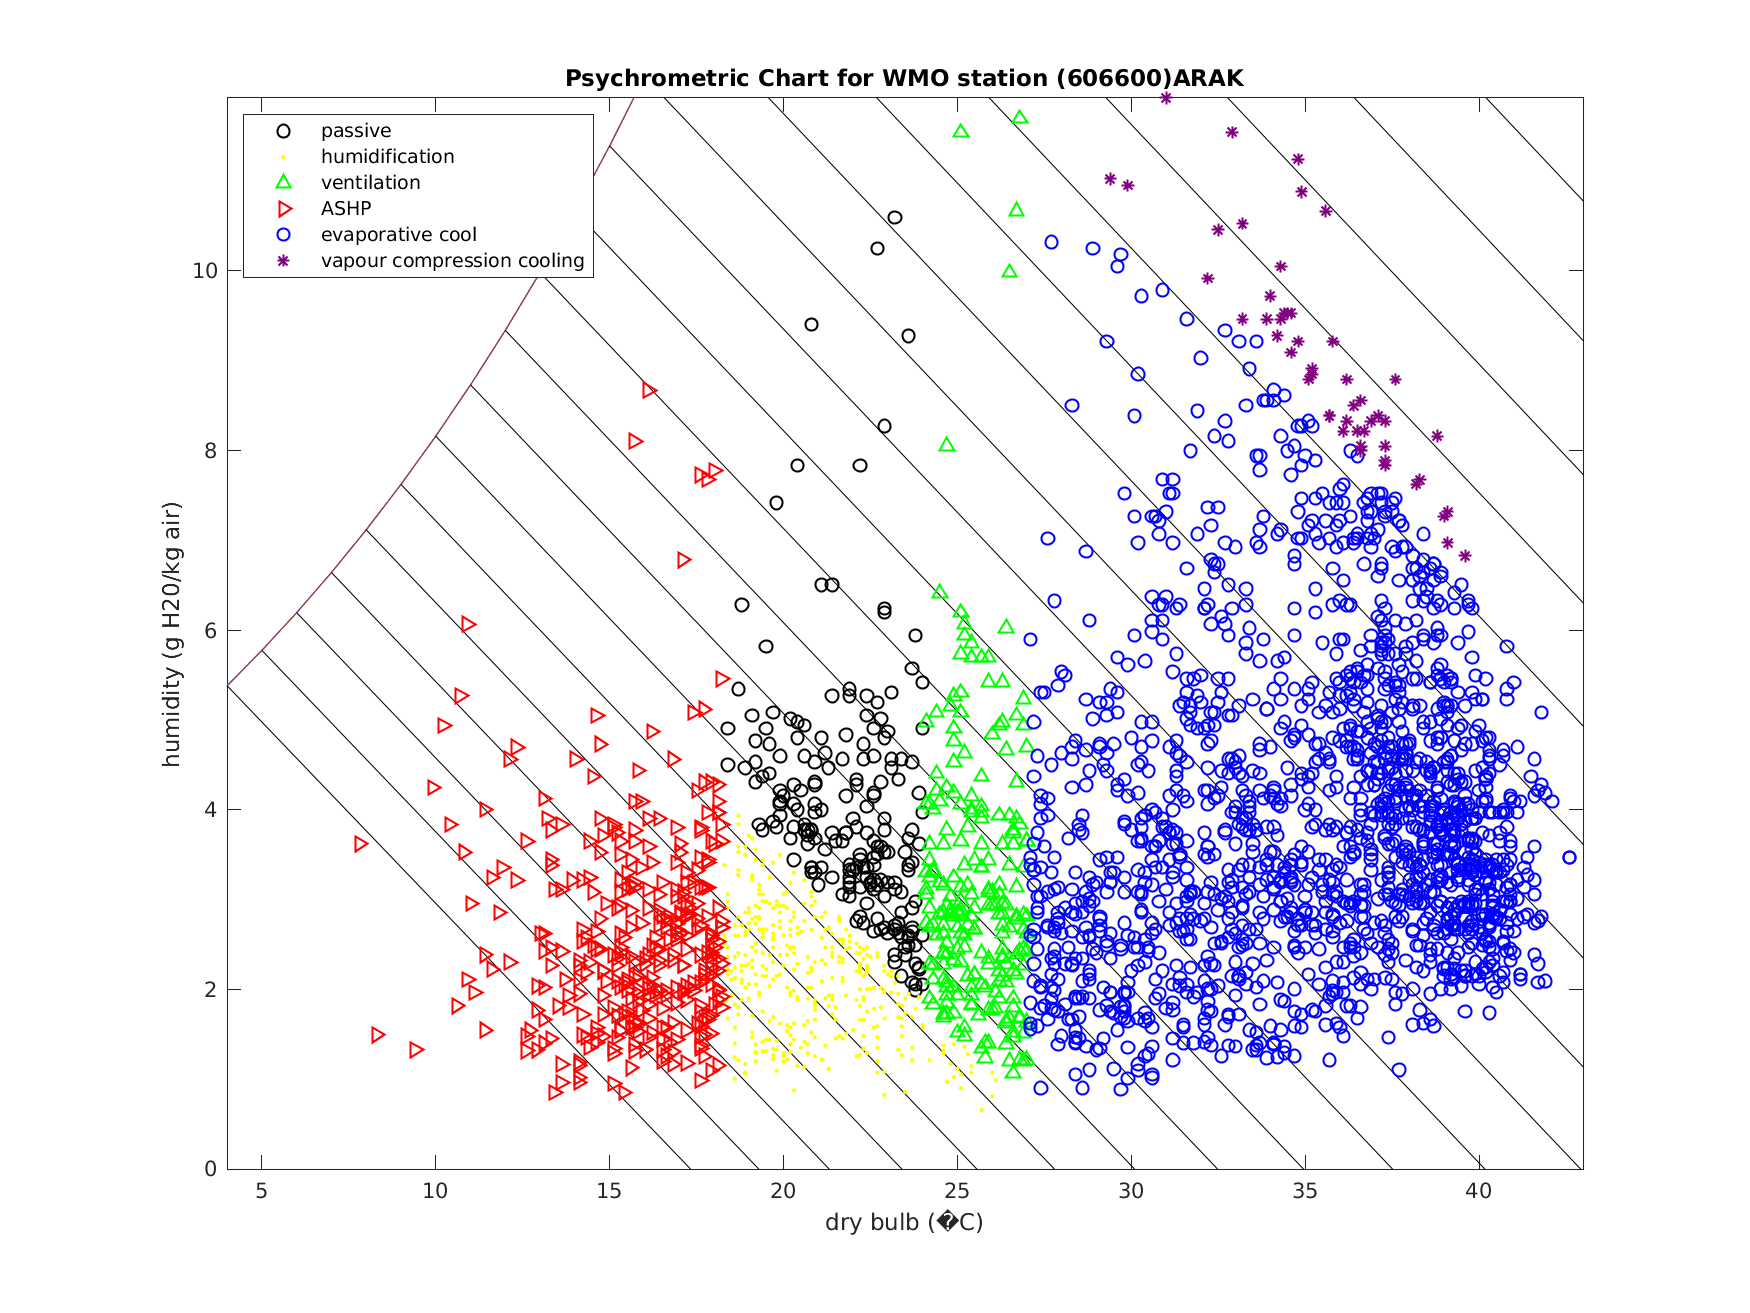 Psychrometric Chart for WMO station (606600)ARAK
passive
humidification
ventilation
ASHP
evaporative cool
vapour compression cooling
humidity (g H20/kg air)
10
8
6
4
2
0
5 10 15 20 25 30 35 40
dry bulb (�C)